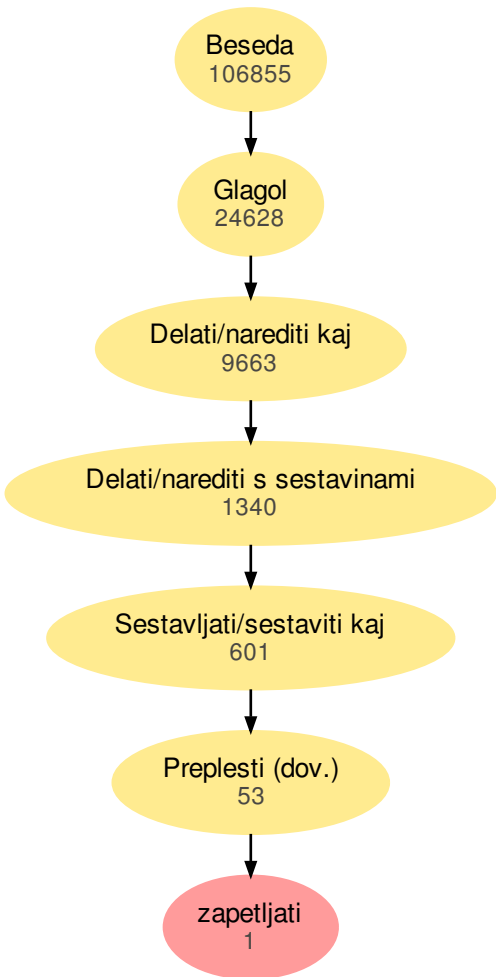 Beseda
106855
Glagol
24628
Delati/narediti kaj
9663
Delati/narediti s sestavinami
1340
Sestavljati/sestaviti kaj
601
Preplesti (dov.)
53
zapetljati
1